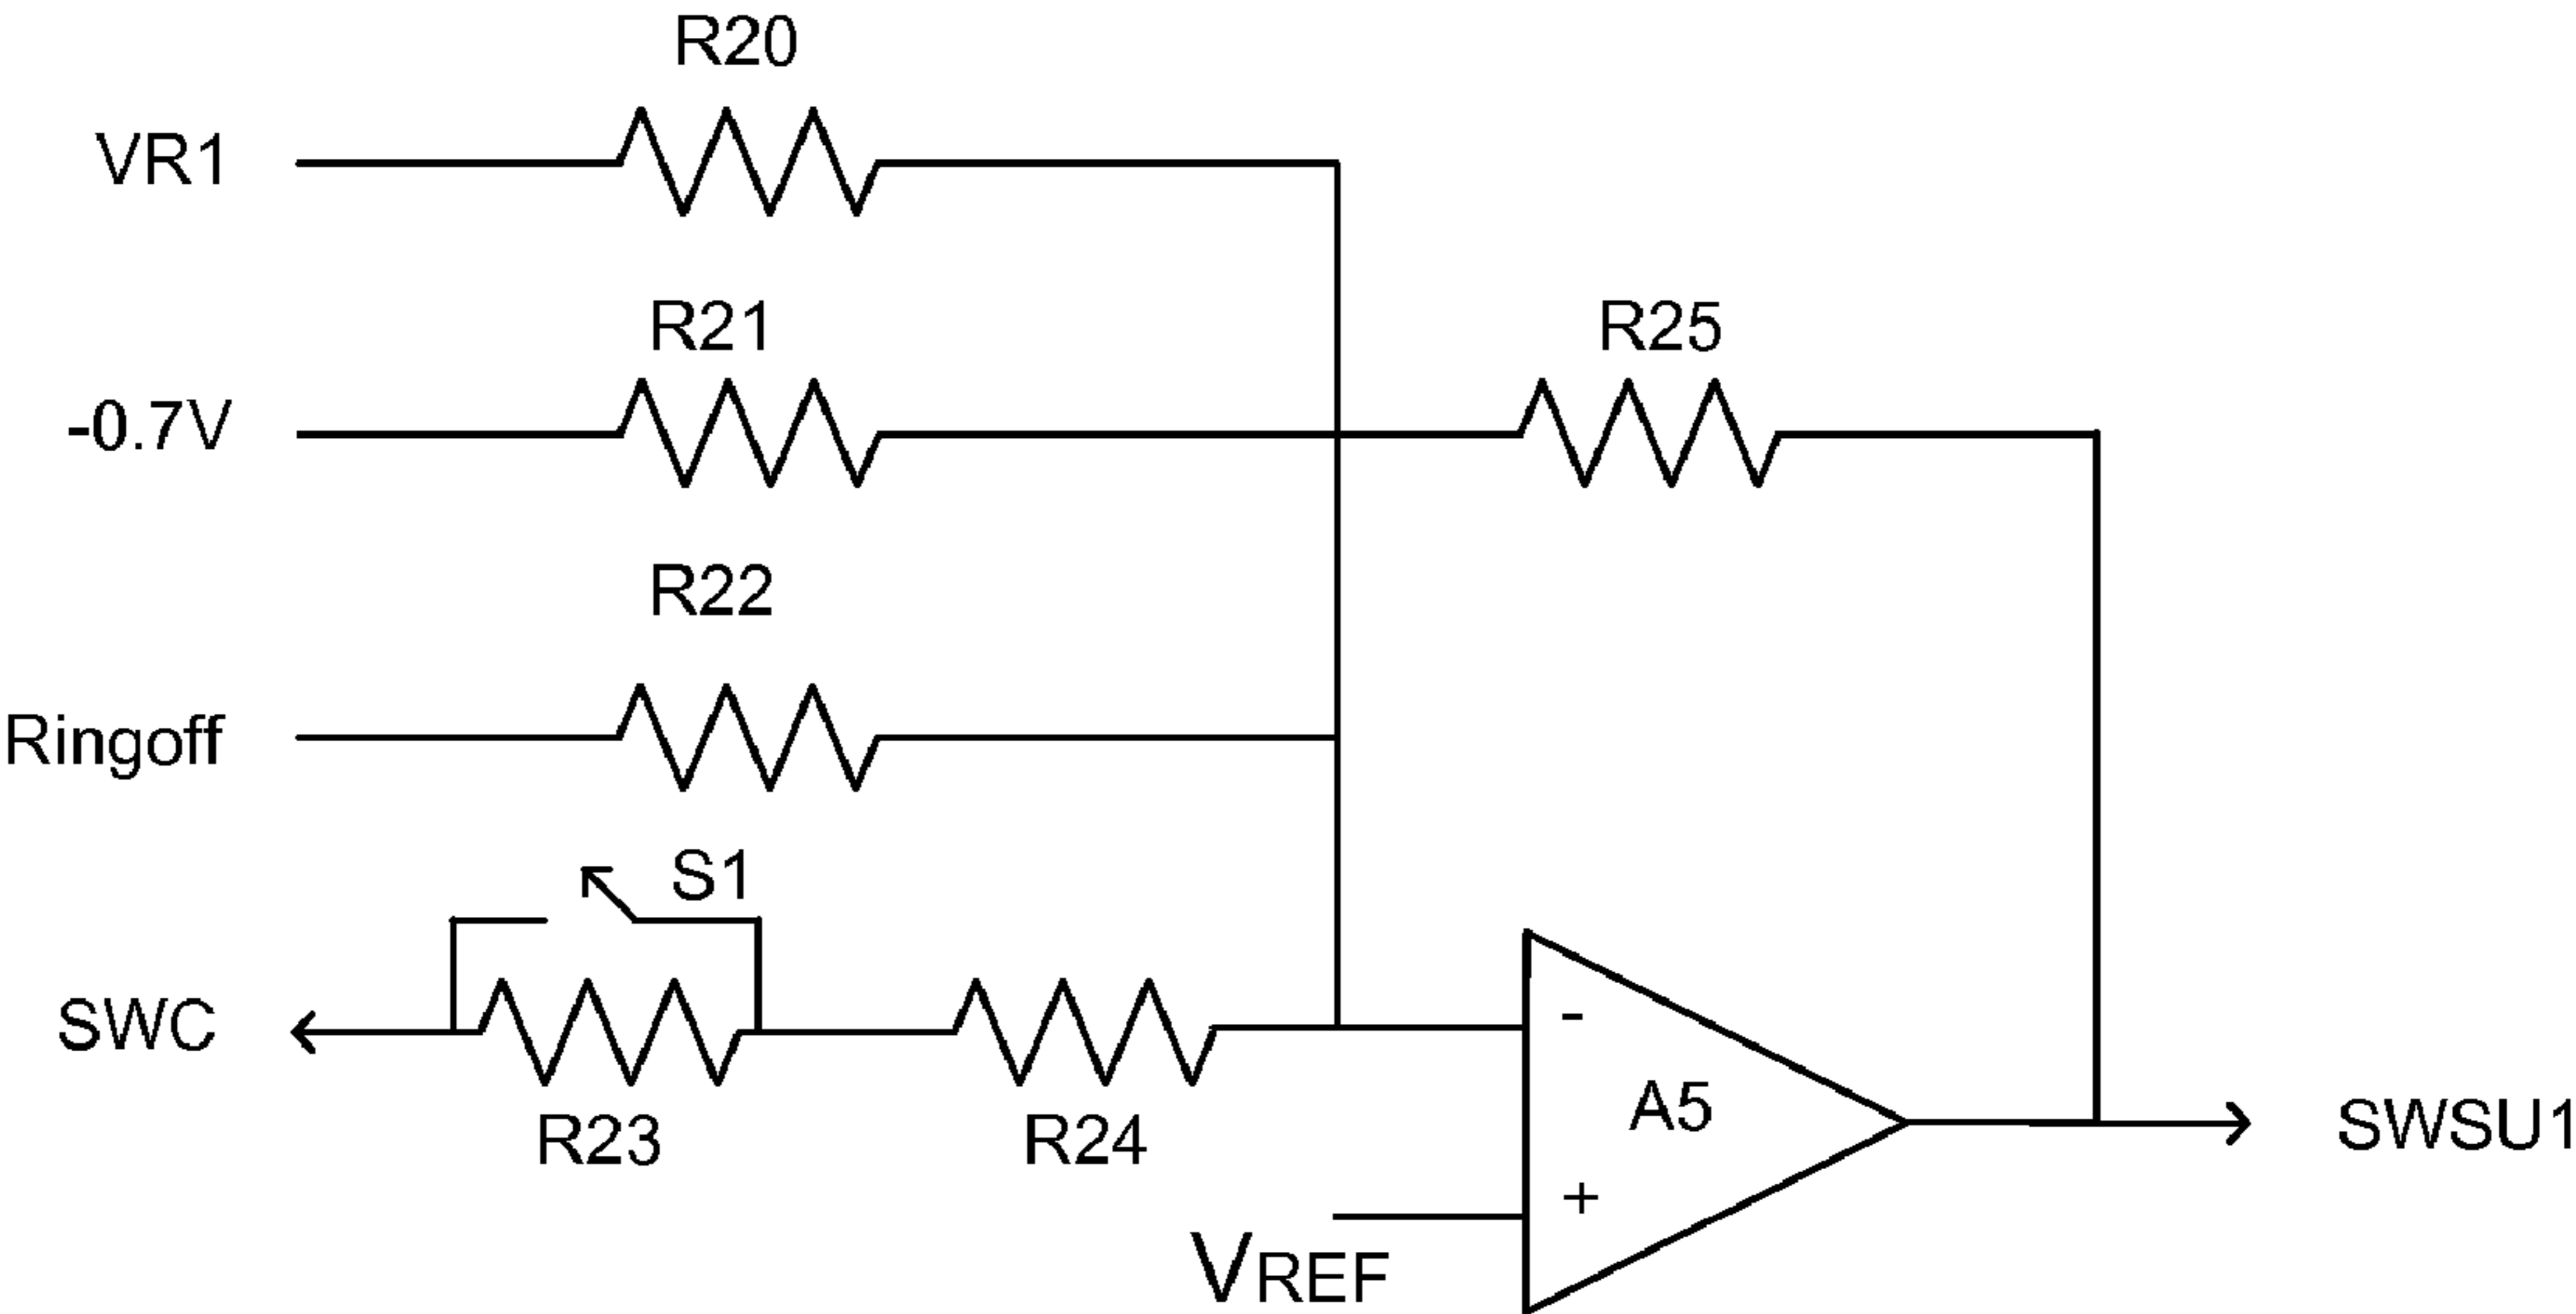 R20
VR1
R21
R25
-0.7V
R22
Ringoff
S1
SWC
R23
R24
-
A5
+
SWSU1
VREF